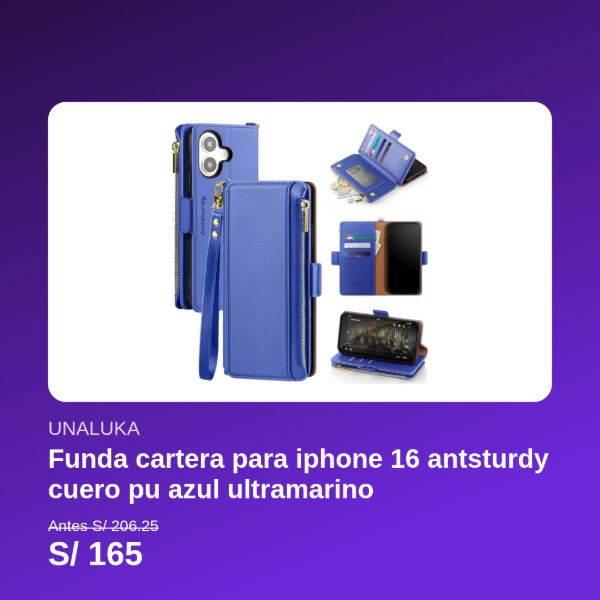 Antsturdy
UNALUKA
Funda cartera para iphone 16 antsturdy
cuero pu azul ultramarino
Antes S/ 206.25
S/ 165